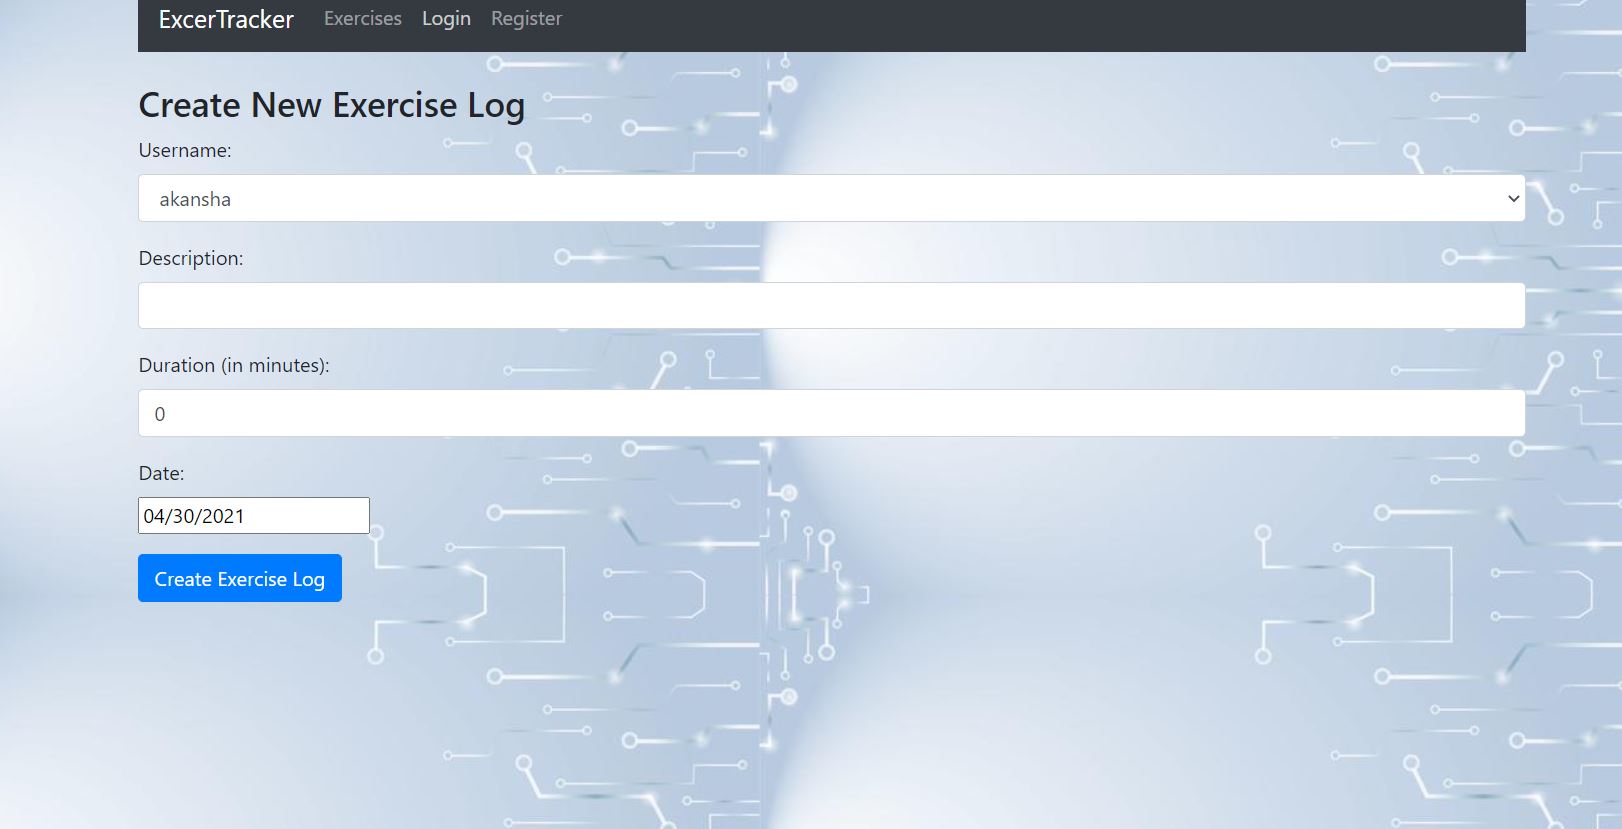 ExcerTracker Exercises Login Register
Create New Exercise Log
Username:
akansha
Description:
Duration (in minutes):
0
Date:
04/30/2021
Create Exercise Log